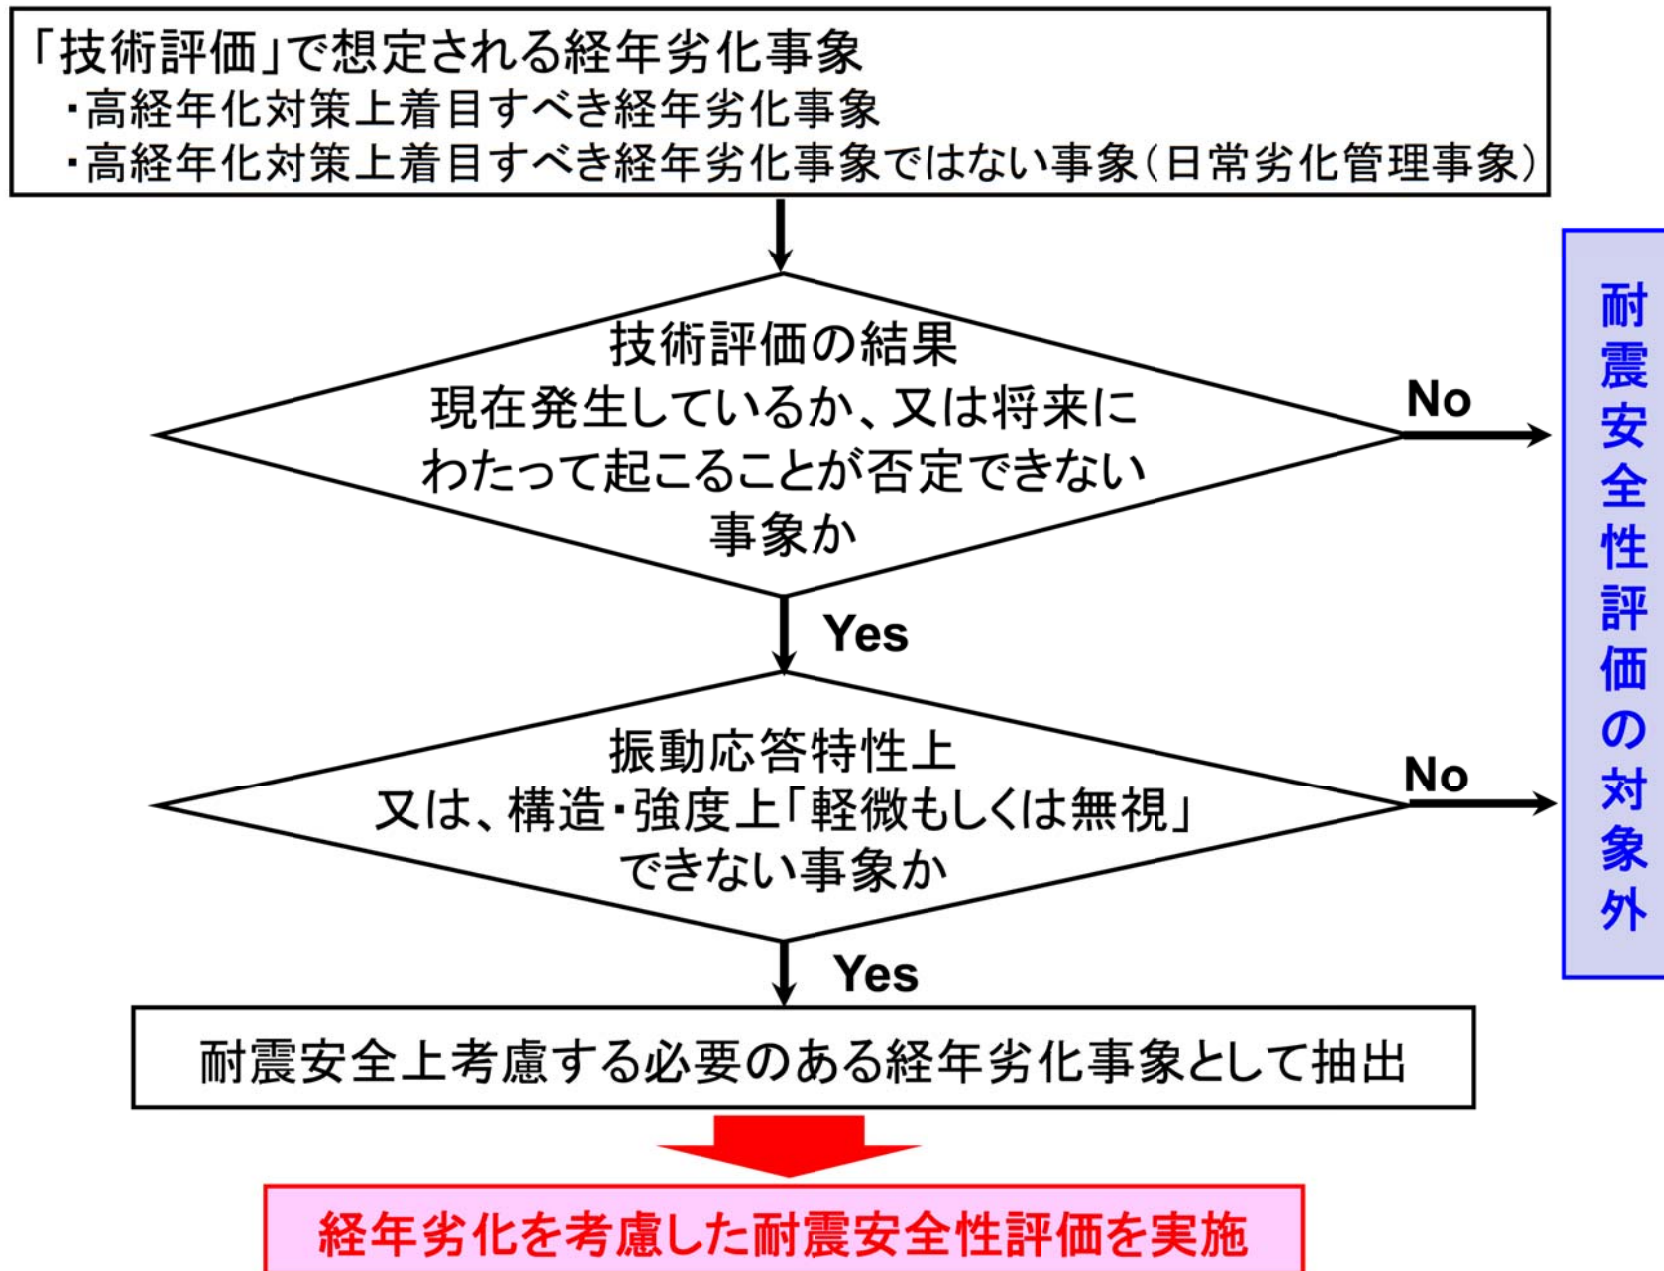 「技術評価」で想定される経年劣化事象
・高経年化対策上着目すべき経年劣化事象
・高経年化対策上着目すべき経年劣化事象ではない事象(日常劣化管理事象)
技術評価の結果
現在発生しているか、又は将来に
わたって起こることが否定できない
事象か
No
Yes
振動応答特性上
又は、構造・強度上「軽微もしくは無視」
できない事象か
No
Yes
耐震安全性評価の対象外
耐震安全上考慮する必要のある経年劣化事象として抽出
経年劣化を考慮した耐震安全性評価を実施